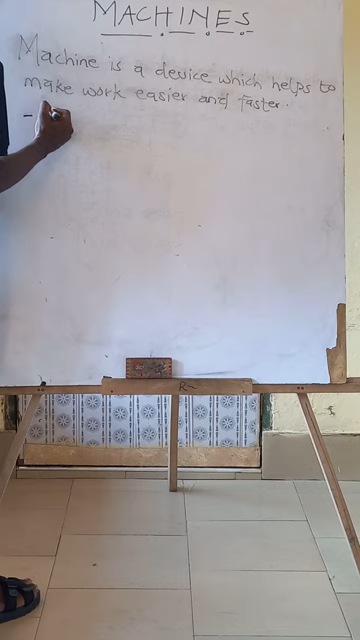 MACHINES
Machine is a device which helps to
make work easier and faster.
-